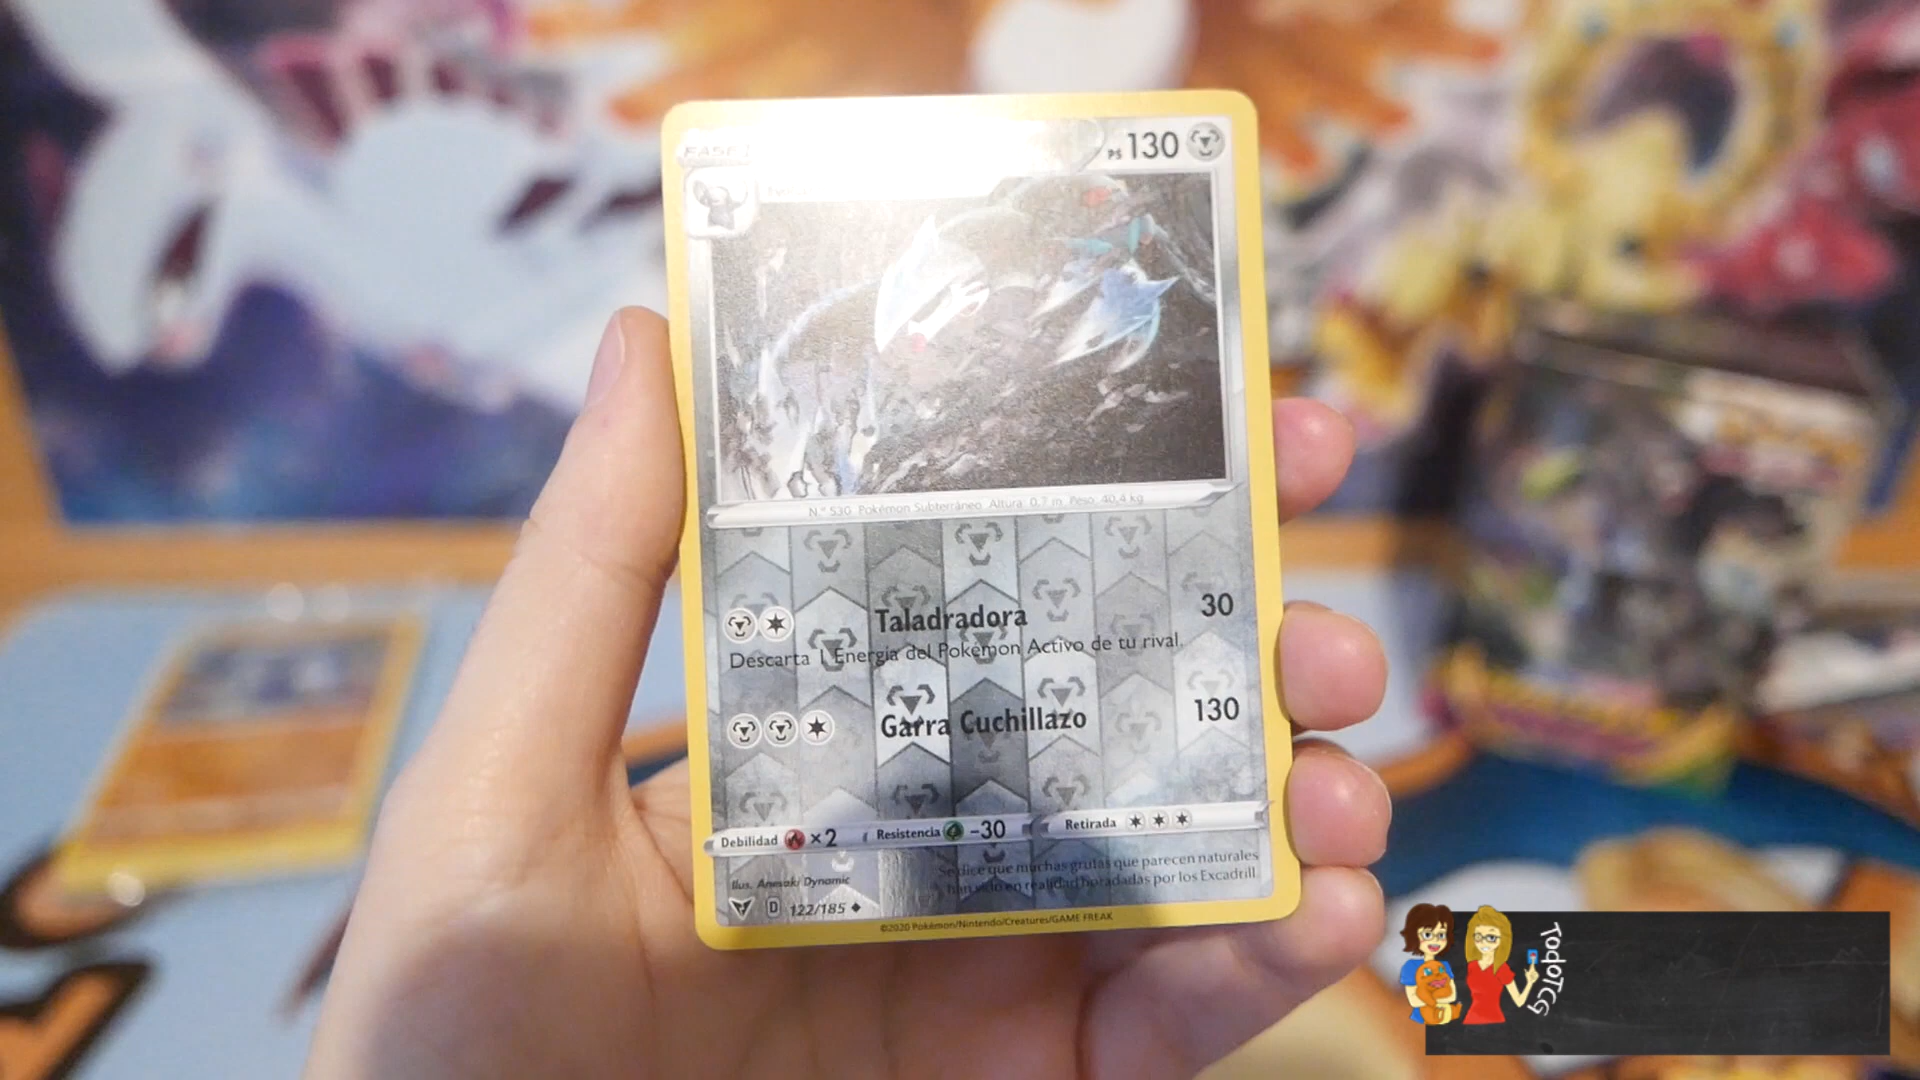 FASE 1
PS 130
N.º 530 Pokémon Subterráneo Altura: 0,7 m Peso: 40,4 kg
Taladradora 30
Descarta 1 Energía del Pokémon Activo de tu rival.
Garra Cuchillazo 130
Debilidad ×2 Resistencia -30 Retirada
Ilus. Anesaki Dynamic
Se dice que muchas grutas que parecen naturales
han sido en realidad horadadas por los Excadrill.
D 122/185
©2020 Pokémon/Nintendo/Creatures/GAME FREAK
TodoTCG